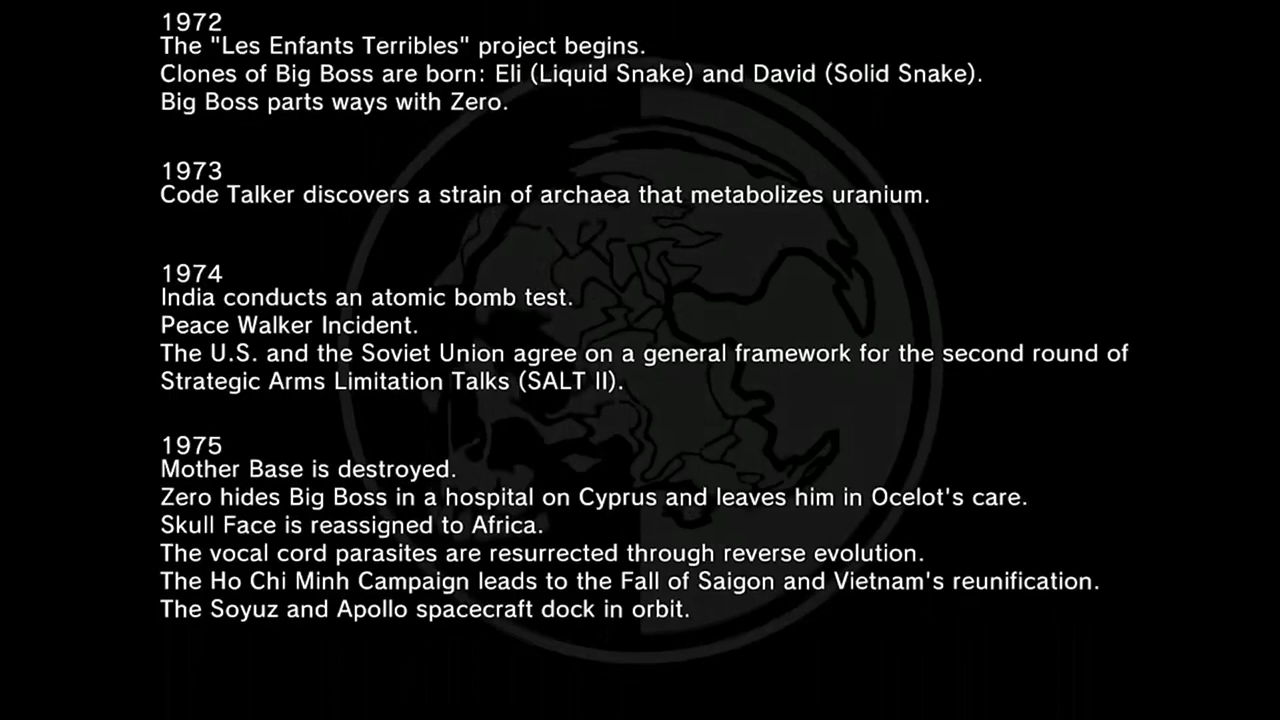 1972
The "Les Enfants Terribles" project begins.
Clones of Big Boss are born: Eli (Liquid Snake) and David (Solid Snake).
Big Boss parts ways with Zero.
1973
Code Talker discovers a strain of archaea that metabolizes uranium.
1974
India conducts an atomic bomb test.
Peace Walker Incident.
The U.S. and the Soviet Union agree on a general framework for the second round of
Strategic Arms Limitation Talks (SALT II).
1975
Mother Base is destroyed.
Zero hides Big Boss in a hospital on Cyprus and leaves him in Ocelot's care.
Skull Face is reassigned to Africa.
The vocal cord parasites are resurrected through reverse evolution.
The Ho Chi Minh Campaign leads to the Fall of Saigon and Vietnam's reunification.
The Soyuz and Apollo spacecraft dock in orbit.